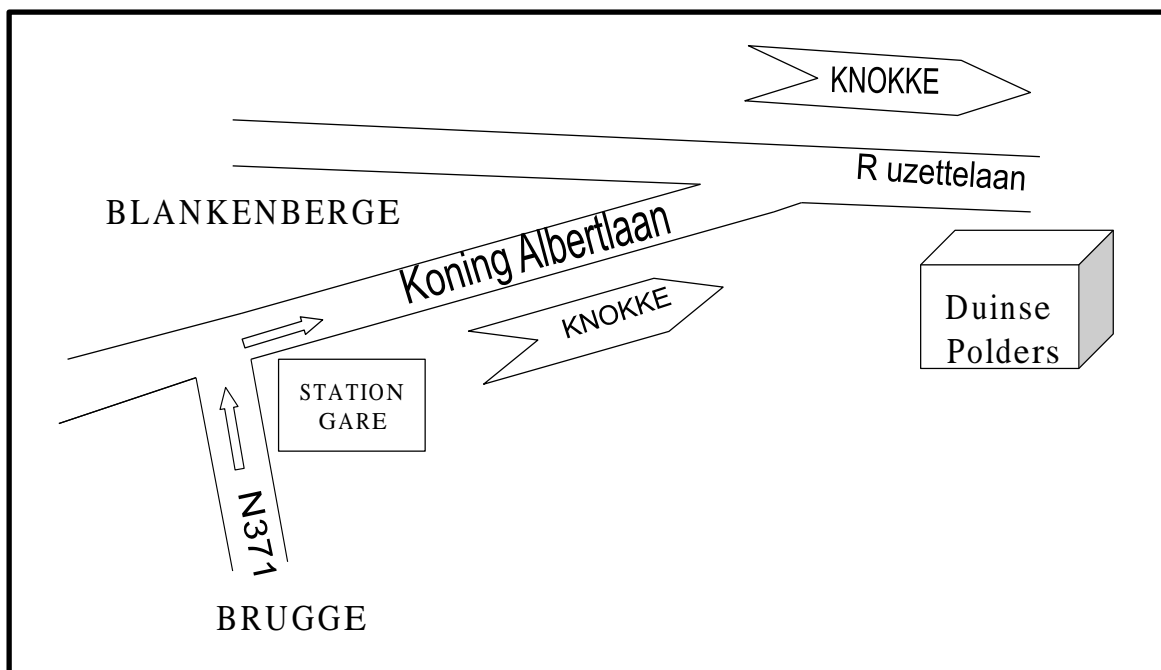 KNOKKE
R uzettelaan
BLANKENBERGE
Koning Albertlaan
KNOKKE
Duinse
Polders
STATION
GARE
N371
BRUGGE